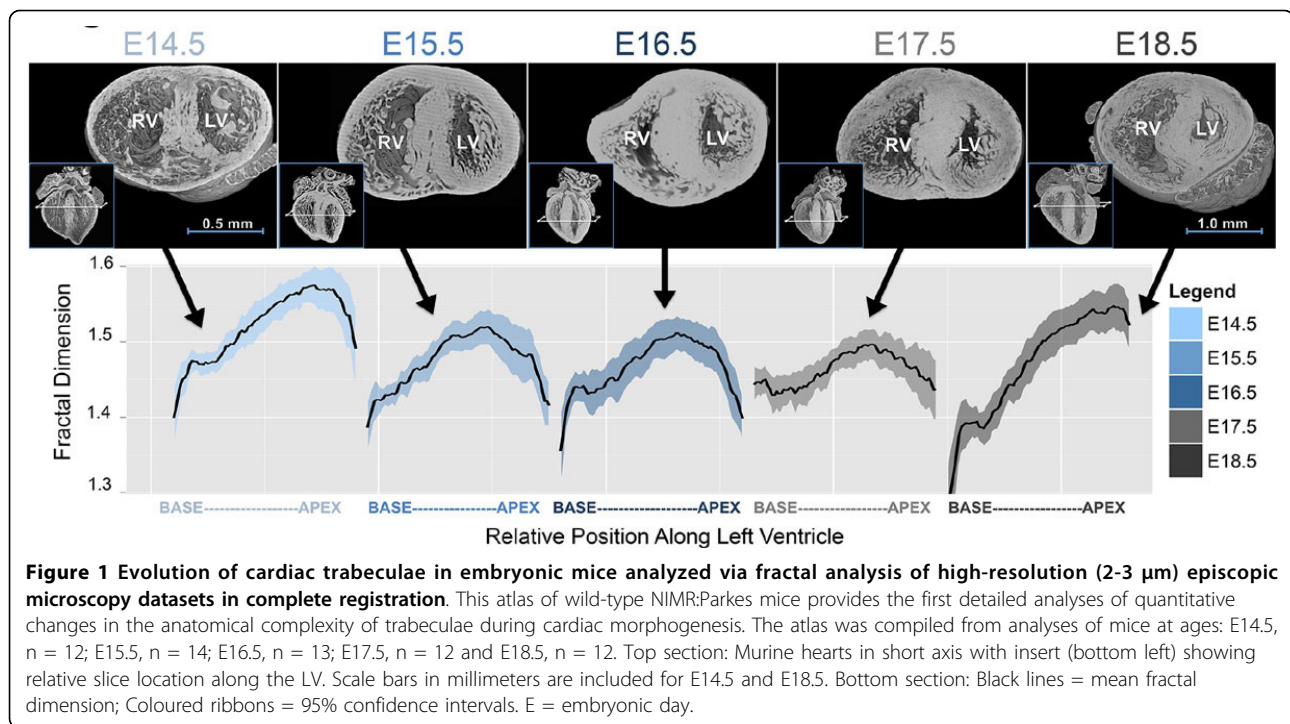 E14.5 E15.5 E16.5 E17.5 E18.5
RV LV RV LV RV LV RV LV RV LV
0.5 mm 1.0 mm
1.6
1.5
1.4
1.3
Fractal Dimension
Legend
E14.5
E15.5
E16.5
E17.5
E18.5
BASE----------------APEX BASE----------------APEX BASE----------------APEX BASE----------------APEX BASE----------------APEX
Relative Position Along Left Ventricle
Figure 1 Evolution of cardiac trabeculae in embryonic mice analyzed via fractal analysis of high-resolution (2-3 μm) episcopic
microscopy datasets in complete registration. This atlas of wild-type NIMR:Parkes mice provides the first detailed analyses of quantitative
changes in the anatomical complexity of trabeculae during cardiac morphogenesis. The atlas was compiled from analyses of mice at ages: E14.5,
n = 12; E15.5, n = 14; E16.5, n = 13; E17.5, n = 12 and E18.5, n = 12. Top section: Murine hearts in short axis with insert (bottom left) showing
relative slice location along the LV. Scale bars in millimeters are included for E14.5 and E18.5. Bottom section: Black lines = mean fractal
dimension; Coloured ribbons = 95% confidence intervals. E = embryonic day.